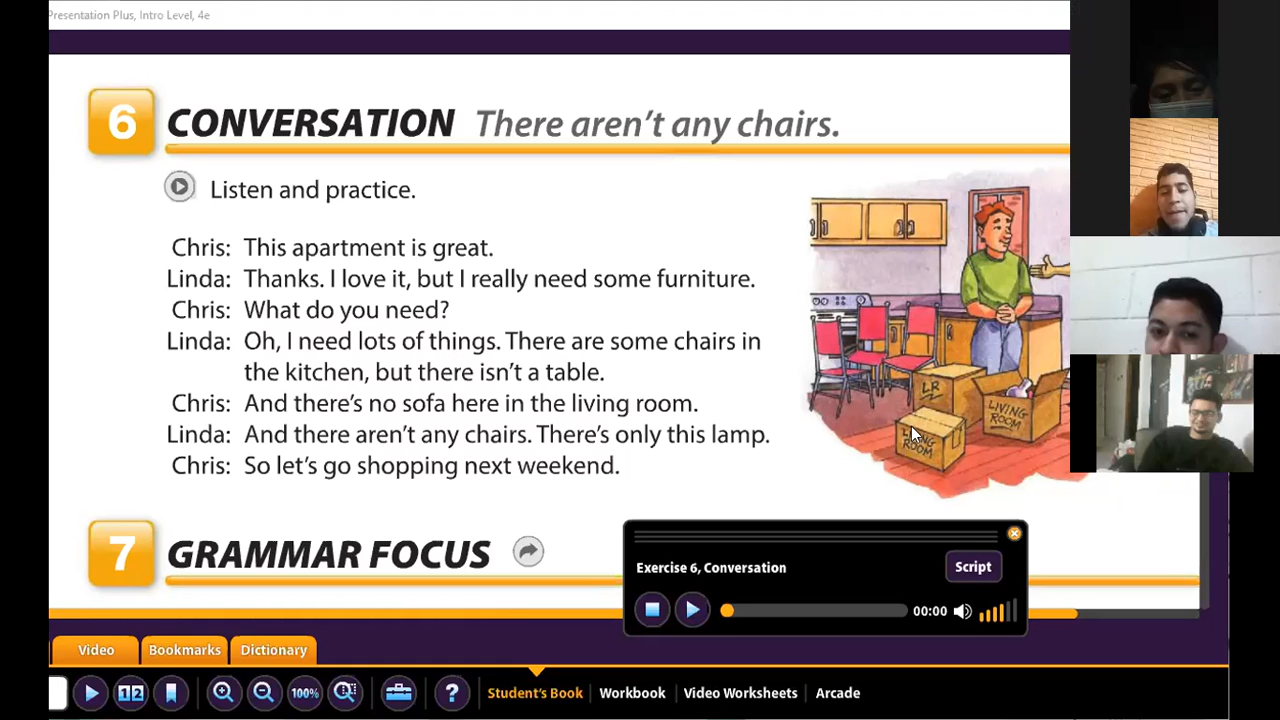 Presentation Plus, Intro Level, 4e
6 CONVERSATION There aren't any chairs.
Listen and practice.
Chris: This apartment is great.
Linda: Thanks. I love it, but I really need some furniture.
Chris: What do you need?
Linda: Oh, I need lots of things. There are some chairs in
the kitchen, but there isn't a table.
Chris: And there's no sofa here in the living room.
Linda: And there aren't any chairs. There's only this lamp.
Chris: So let's go shopping next weekend.
LR
LIVING
ROOM
LIVING
ROOM
7 GRAMMAR FOCUS
Exercise 6, Conversation
Script
00:00
Video
Bookmarks
Dictionary
12
100%
?
Student's Book
Workbook
Video Worksheets
Arcade